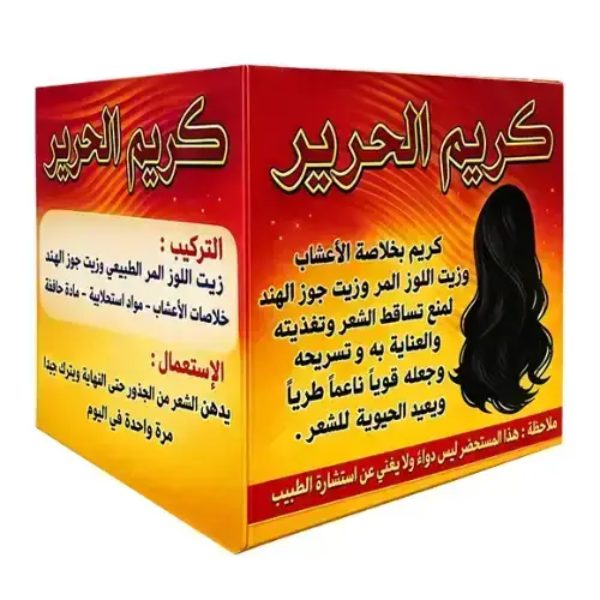 كريم الحرير
كريم بخلاصة الأعشاب
وزيت اللوز المر وزيت جوز الهند
لمنع تساقط الشعر وتغذيته
والعناية به و تسريحه
وجعله قوياً ناعماً طرياً
ويعيد الحيوية للشعر .
ملاحظة : هذا المستحضر ليس دواءً ولا يغني عن استشارة الطبيب
كريم الحرير
التركيب :
زيت اللوز المر الطبيعي وزيت جوز الهند
خلاصات الأعشاب - مواد استحلابية - مادة حافظة
الإستعمال :
يدهن الشعر من الجذور حتى النهاية ويترك جيدا
مرة واحدة في اليوم